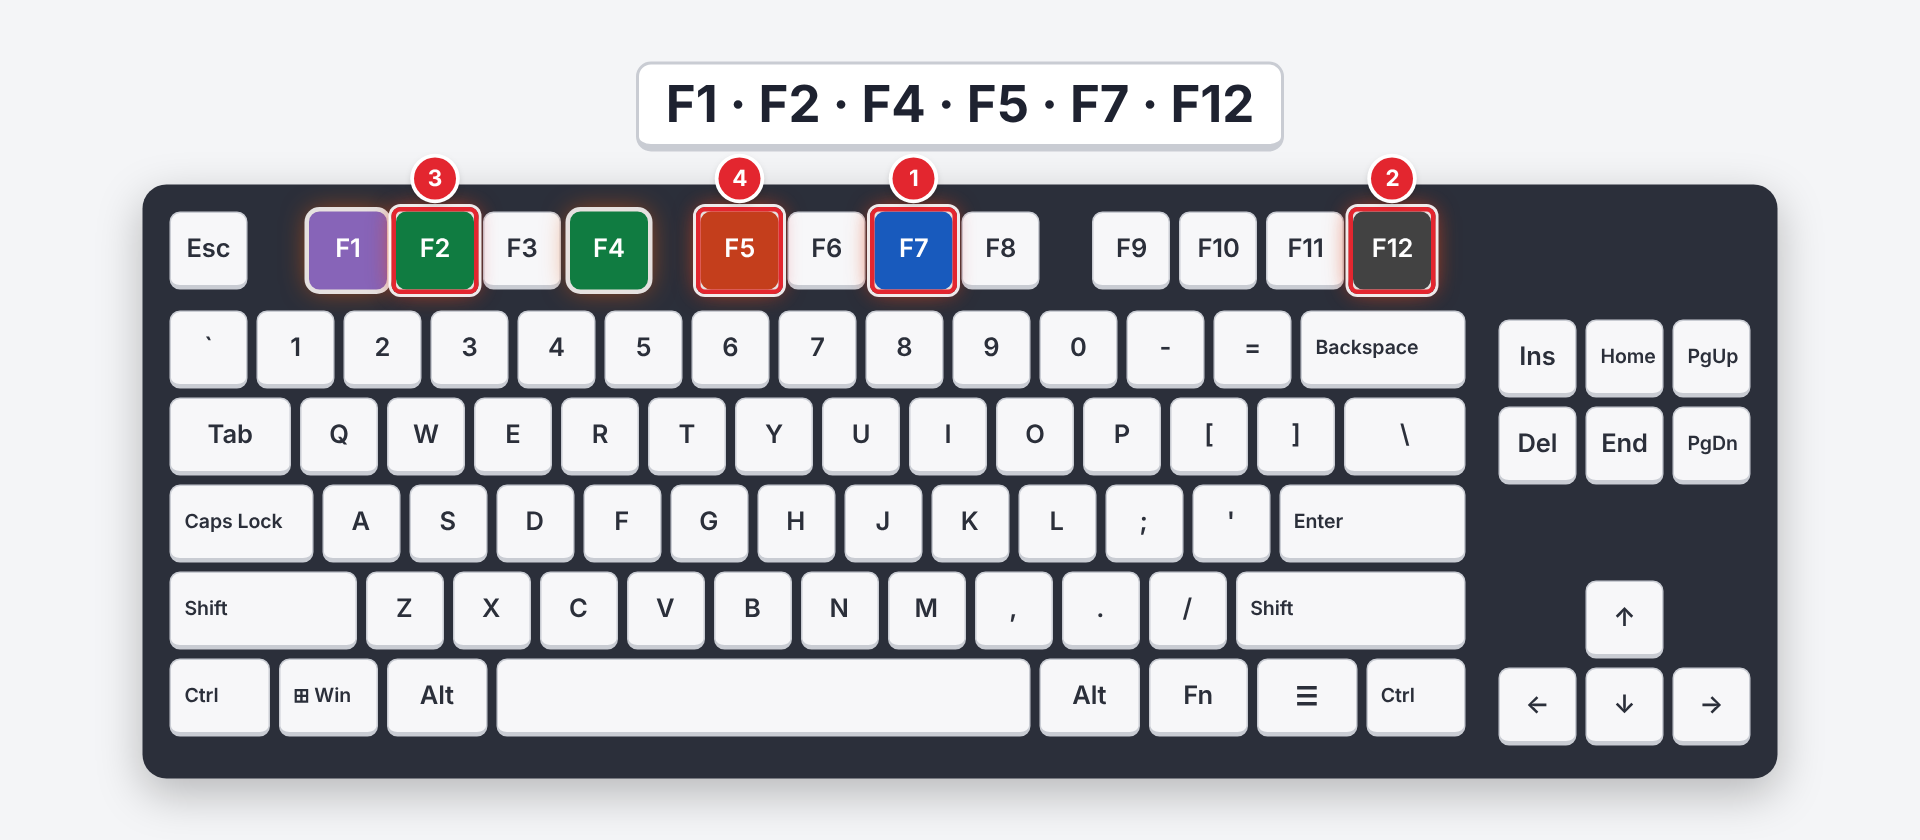 F1 · F2 · F4 · F5 · F7 · F12
3 4 1 2
Esc F1 F2 F3 F4 F5 F6 F7 F8 F9 F10 F11 F12
` 1 2 3 4 5 6 7 8 9 0 - = Backspace Ins Home PgUp
Tab Q W E R T Y U I O P [ ] \ Del End PgDn
Caps Lock A S D F G H J K L ; ' Enter
Shift Z X C V B N M , . / Shift ↑
Ctrl ⊞ Win Alt Alt Fn ☰ Ctrl ← ↓ →